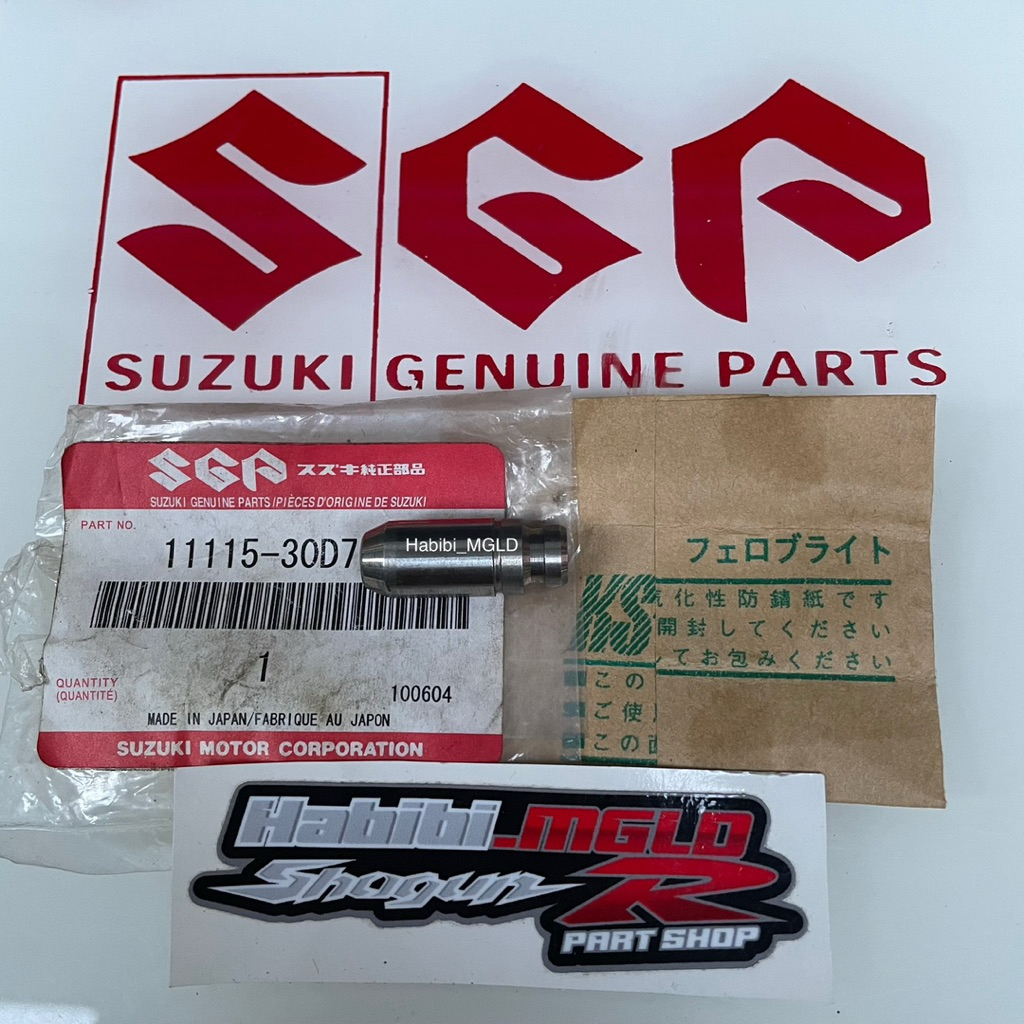 SGP
SUZUKI GENUINE PARTS
SGP スズキ純正部品
SUZUKI GENUINE PARTS/PIÈCES D'ORIGINE DE SUZUKI
PART NO.
11115-30D7
Habibi_MGLD
QUANTITY
(QUANTITÉ)
1
100604
MADE IN JAPAN/FABRIQUE AU JAPON
SUZUKI MOTOR CORPORATION
フェロブライト
KS
気化性防錆紙です
開封してください
してお包みください
この
ご使
この
Habibi_MGLD
Shogun R
PART SHOP